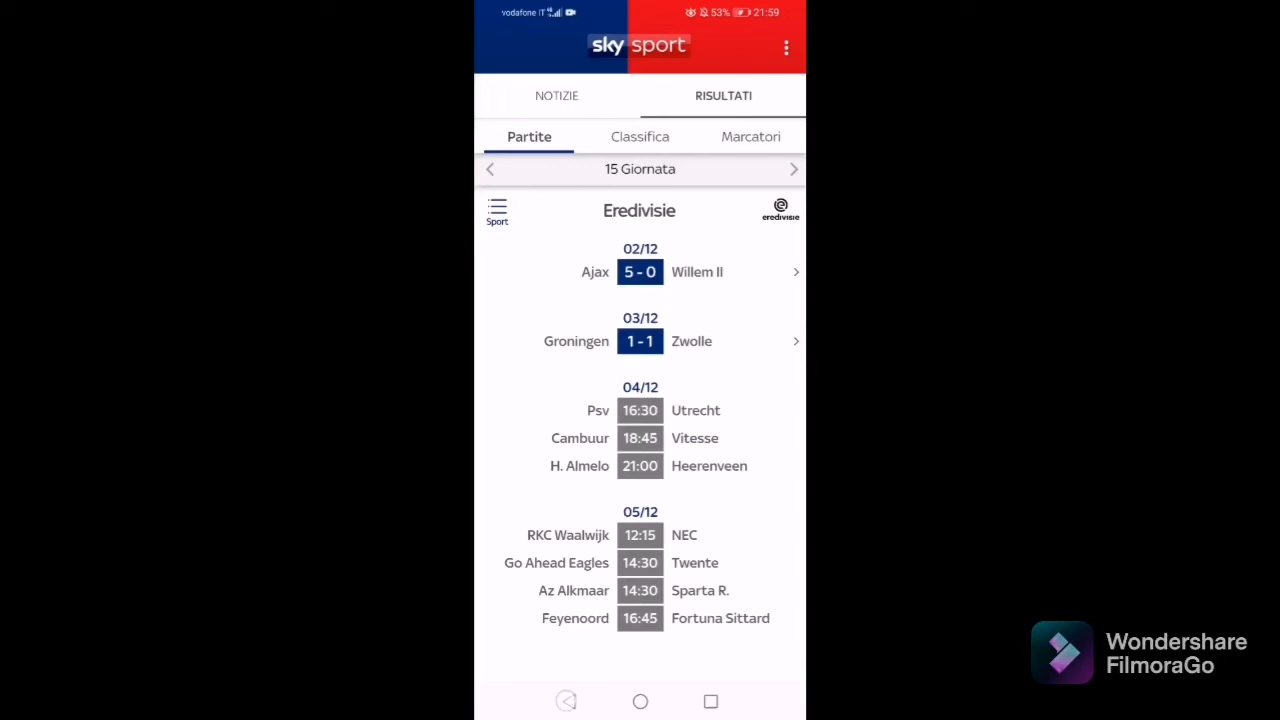 vodafone IT 53% 21:59
sky sport
NOTIZIE RISULTATI
Partite Classifica Marcatori
15 Giornata
Sport Eredivisie eredivisie
02/12
Ajax 5 - 0 Willem II
03/12
Groningen 1 - 1 Zwolle
04/12
Psv 16:30 Utrecht
Cambuur 18:45 Vitesse
H. Almelo 21:00 Heerenveen
05/12
RKC Waalwijk 12:15 NEC
Go Ahead Eagles 14:30 Twente
Az Alkmaar 14:30 Sparta R.
Feyenoord 16:45 Fortuna Sittard
Wondershare
FilmoraGo